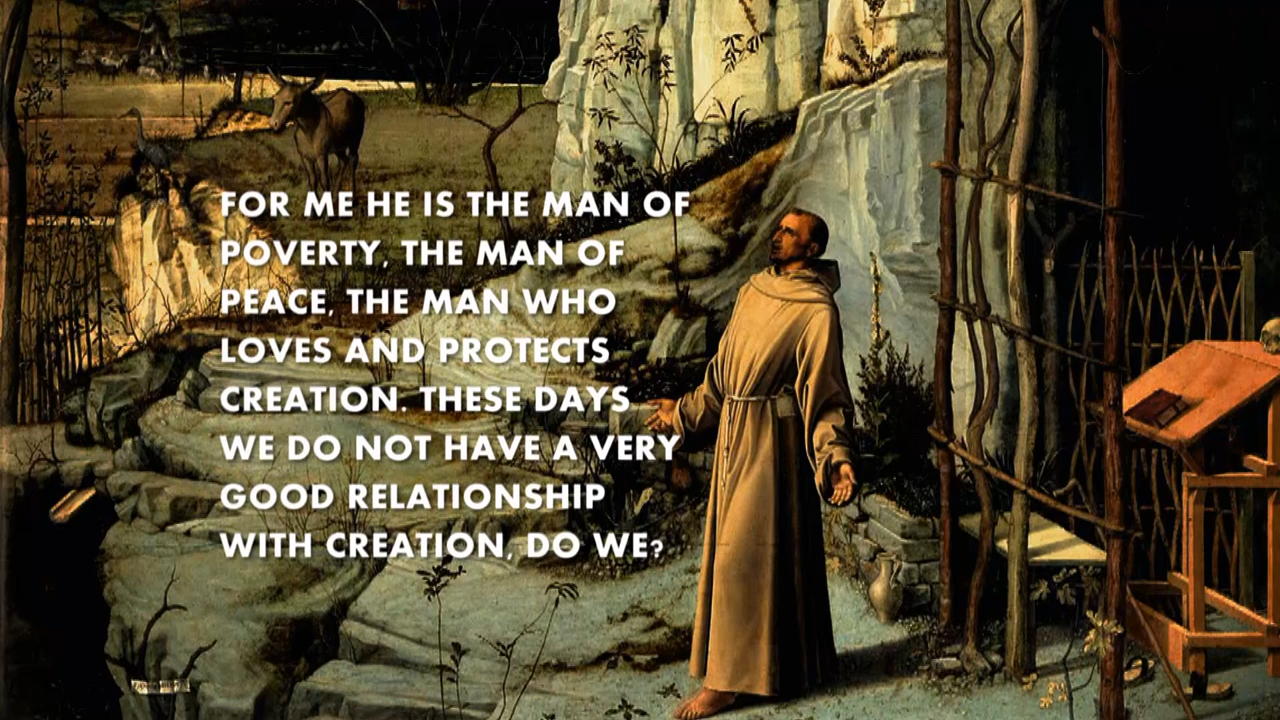 FOR ME HE IS THE MAN OF
POVERTY, THE MAN OF
PEACE, THE MAN WHO
LOVES AND PROTECTS
CREATION. THESE DAYS
WE DO NOT HAVE A VERY
GOOD RELATIONSHIP
WITH CREATION, DO WE?